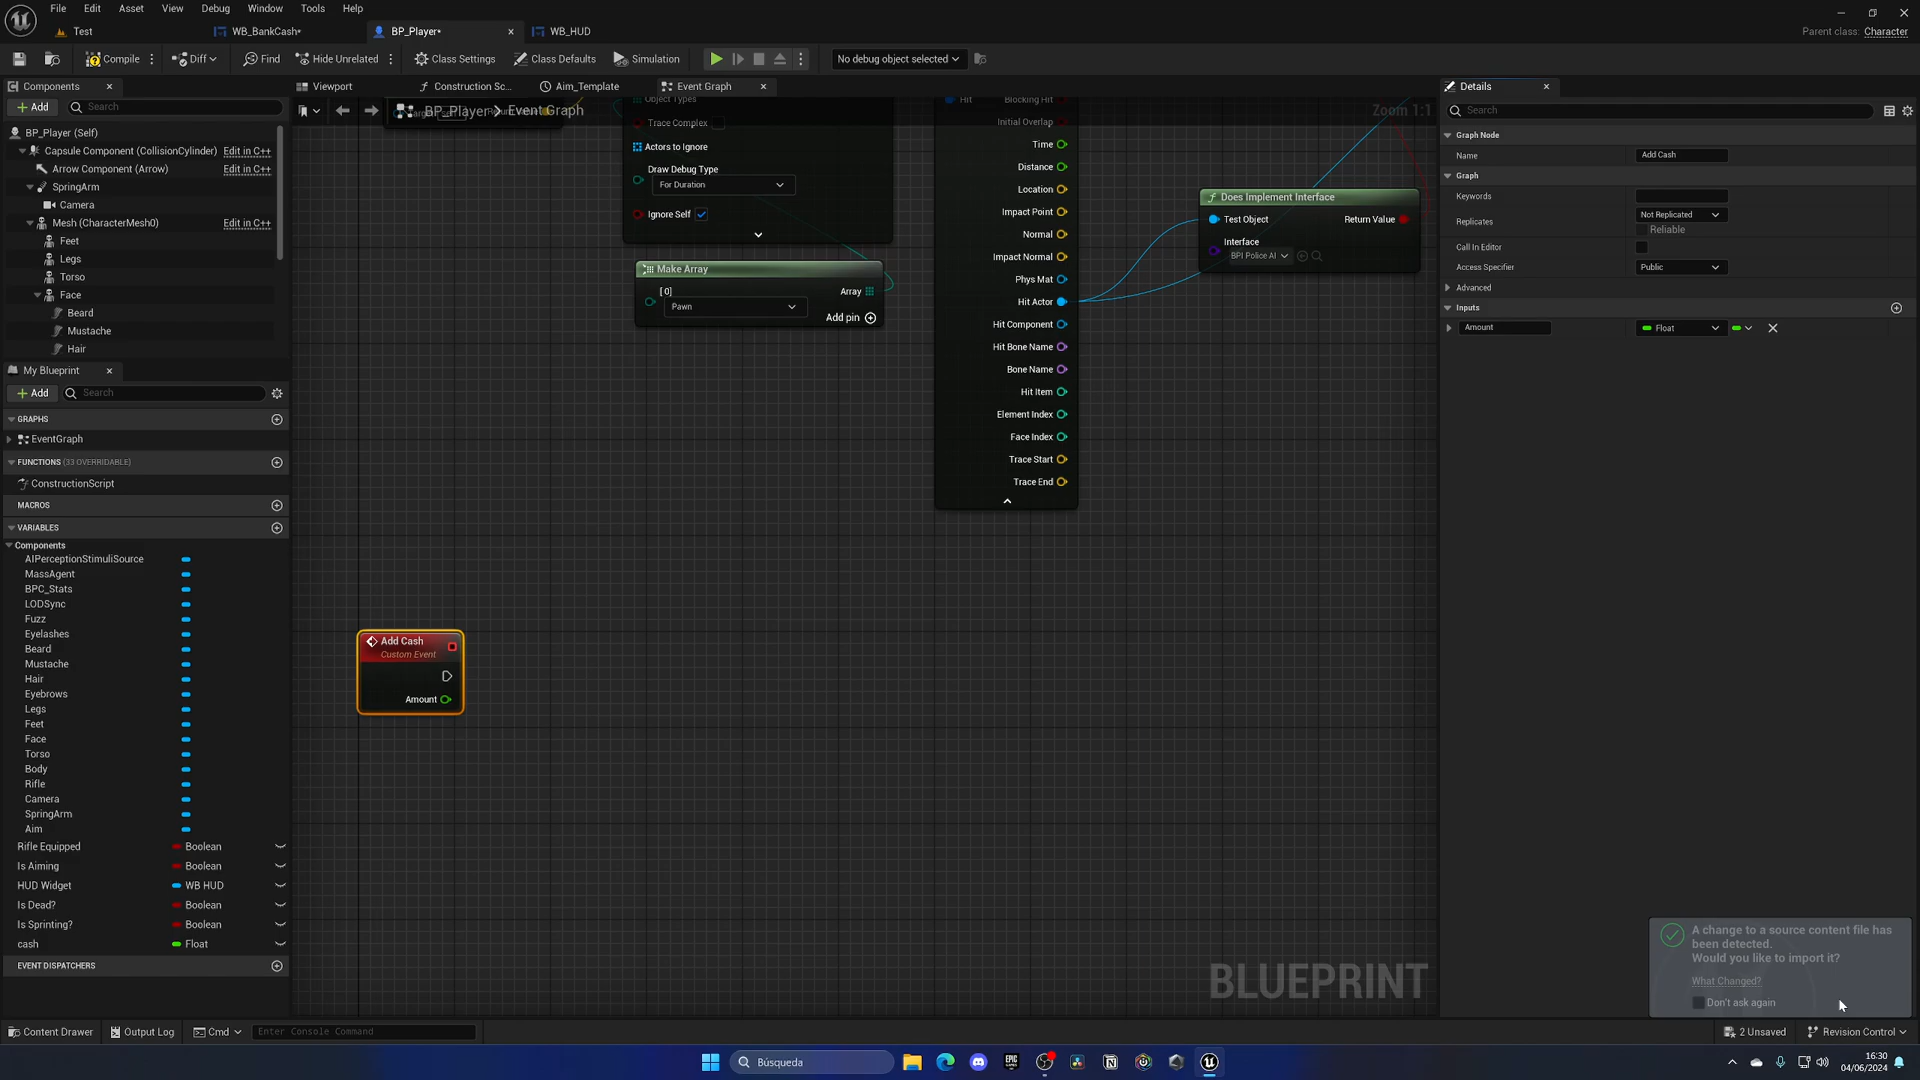 File Edit Asset View Debug Window Tools Help
Test WB_BankCash* BP_Player* WB_HUD Parent class: Character
Compile Diff Find Hide Unrelated Class Settings Class Defaults Simulation No debug object selected
Components Viewport Construction Sc... Aim_Template Event Graph Details
Add Search BP_Player Event Graph Zoom 1:1 Search
BP_Player (Self)
Capsule Component (CollisionCylinder) Edit in C++
Arrow Component (Arrow) Edit in C++
SpringArm
Camera
Mesh (CharacterMesh0) Edit in C++
Feet
Legs
Torso
Face
Beard
Mustache
Hair
My Blueprint
Add Search
GRAPHS
EventGraph
FUNCTIONS (33 OVERRIDABLE)
ConstructionScript
MACROS
VARIABLES
Components
AIPerceptionStimuliSource
MassAgent
BPC_Stats
LODSync
Fuzz
Eyelashes
Beard
Mustache
Hair
Eyebrows
Legs
Feet
Face
Torso
Body
Rifle
Camera
SpringArm
Aim
Rifle Equipped Boolean
Is Aiming Boolean
HUD Widget WB HUD
Is Dead? Boolean
Is Sprinting? Boolean
cash Float
EVENT DISPATCHERS
Object Types
Trace Complex
Actors to Ignore
Draw Debug Type
For Duration
Ignore Self
Make Array
[0] Array
Pawn
Add pin
Hit Blocking Hit
Initial Overlap
Time
Distance
Location
Impact Point
Normal
Impact Normal
Phys Mat
Hit Actor
Hit Component
Hit Bone Name
Bone Name
Hit Item
Element Index
Face Index
Trace Start
Trace End
Does Implement Interface
Test Object Return Value
Interface
BPI Police AI
Add Cash
Custom Event
Amount
BLUEPRINT
Graph Node
Name Add Cash
Graph
Keywords
Replicates Not Replicated
Reliable
Call In Editor
Access Specifier Public
Advanced
Inputs
Amount Float
A change to a source content file has
been detected.
Would you like to import it?
What Changed?
Don't ask again
Content Drawer Output Log Cmd Enter Console Command 2 Unsaved Revision Control
Búsqueda
EPIC
16:30
04/06/2024